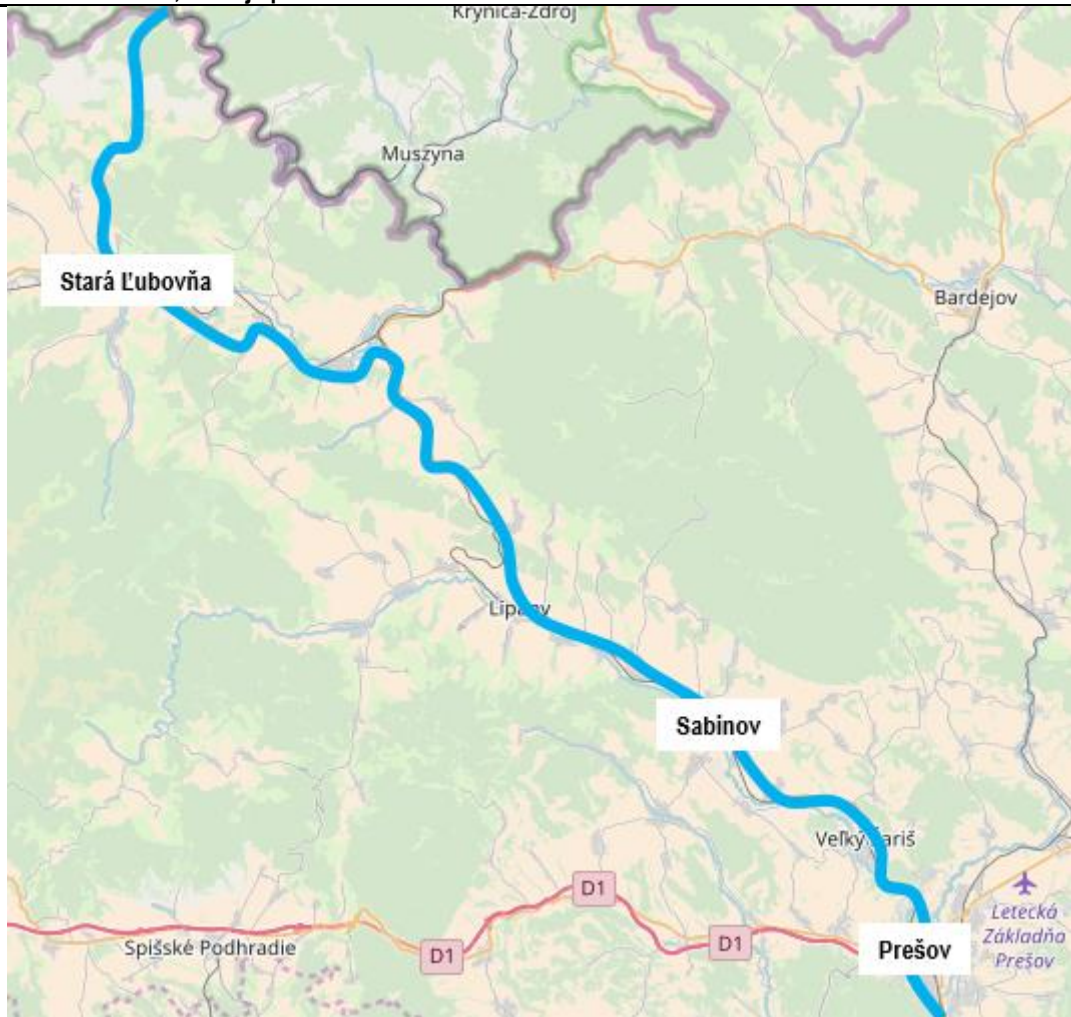 Krynica-Zdrój
Muszyna
Stará Ľubovňa
Bardejov
Lipany
Sabinov
Veľký Šariš
D1
Letecká
Základňa
Prešov
Spišské Podhradie
D1
D1
Prešov